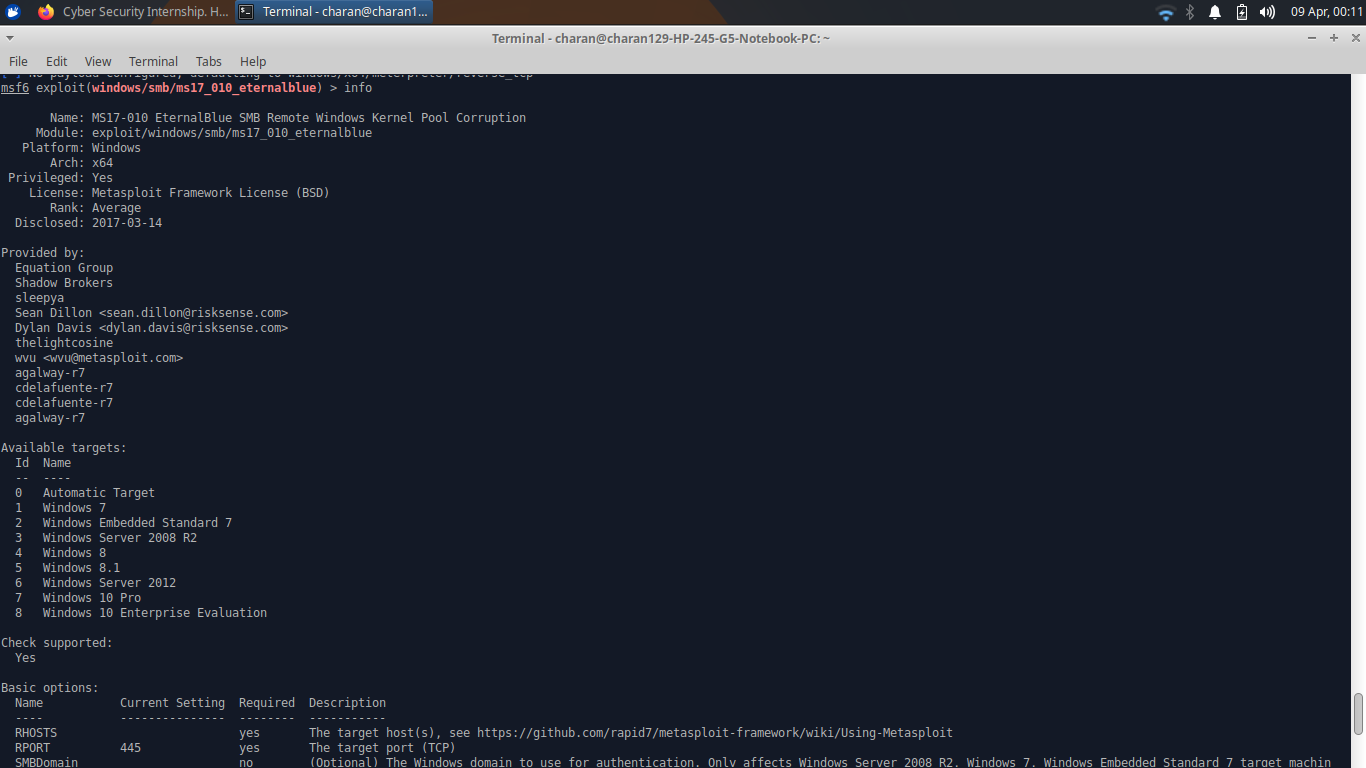 Cyber Security Internship. H... Terminal - charan@charan1... 09 Apr, 00:11
Terminal - charan@charan129-HP-245-G5-Notebook-PC: ~
File Edit View Terminal Tabs Help
No payload configured, defaulting to windows/x64/meterpreter/reverse_tcp
msf6 exploit(windows/smb/ms17_010_eternalblue) > info
Name: MS17-010 EternalBlue SMB Remote Windows Kernel Pool Corruption
Module: exploit/windows/smb/ms17_010_eternalblue
Platform: Windows
Arch: x64
Privileged: Yes
License: Metasploit Framework License (BSD)
Rank: Average
Disclosed: 2017-03-14
Provided by:
Equation Group
Shadow Brokers
sleepya
Sean Dillon <sean.dillon@risksense.com>
Dylan Davis <dylan.davis@risksense.com>
thelightcosine
wvu <wvu@metasploit.com>
agalway-r7
cdelafuente-r7
cdelafuente-r7
agalway-r7
Available targets:
Id Name
-- ----
0 Automatic Target
1 Windows 7
2 Windows Embedded Standard 7
3 Windows Server 2008 R2
4 Windows 8
5 Windows 8.1
6 Windows Server 2012
7 Windows 10 Pro
8 Windows 10 Enterprise Evaluation
Check supported:
Yes
Basic options:
Name Current Setting Required Description
---- --------------- -------- -----------
RHOSTS yes The target host(s), see https://github.com/rapid7/metasploit-framework/wiki/Using-Metasploit
RPORT 445 yes The target port (TCP)
SMBDomain no (Optional) The Windows domain to use for authentication. Only affects Windows Server 2008 R2, Windows 7, Windows Embedded Standard 7 target machin